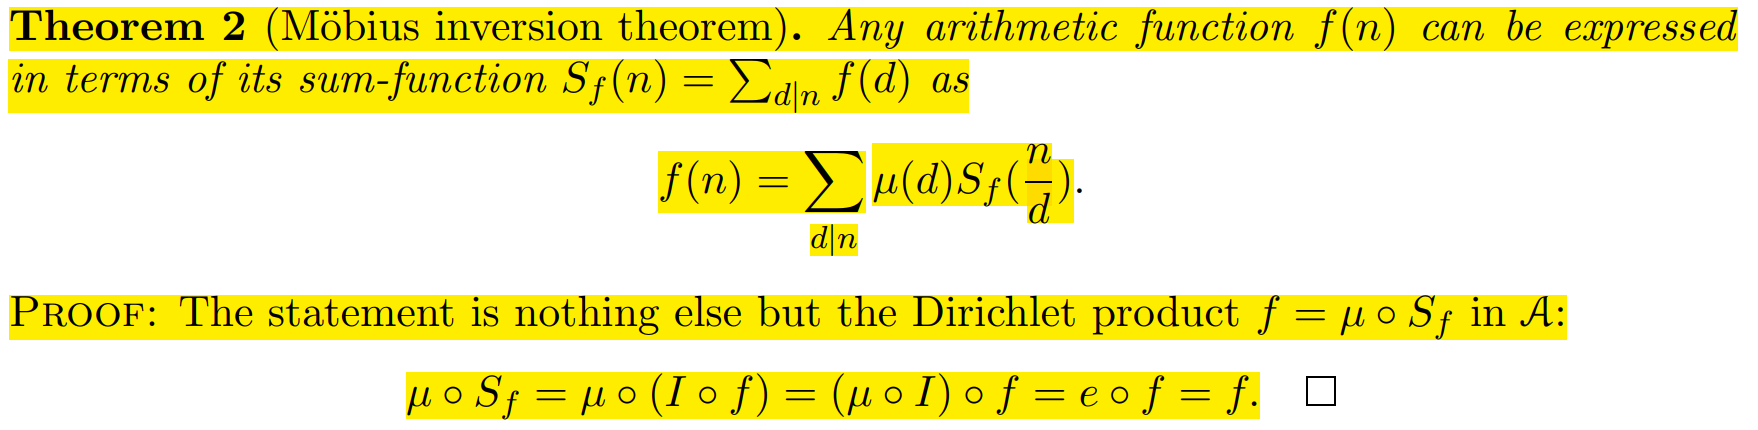 Theorem 2 (Möbius inversion theorem). Any arithmetic function f(n) can be expressed
in terms of its sum-function S_f(n) = ∑_{d|n} f(d) as
f(n) = ∑_{d|n} μ(d)S_f(\frac{n}{d}).
PROOF: The statement is nothing else but the Dirichlet product f = μ ∘ S_f in 𝒜:
μ ∘ S_f = μ ∘ (I ∘ f) = (μ ∘ I) ∘ f = e ∘ f = f. □